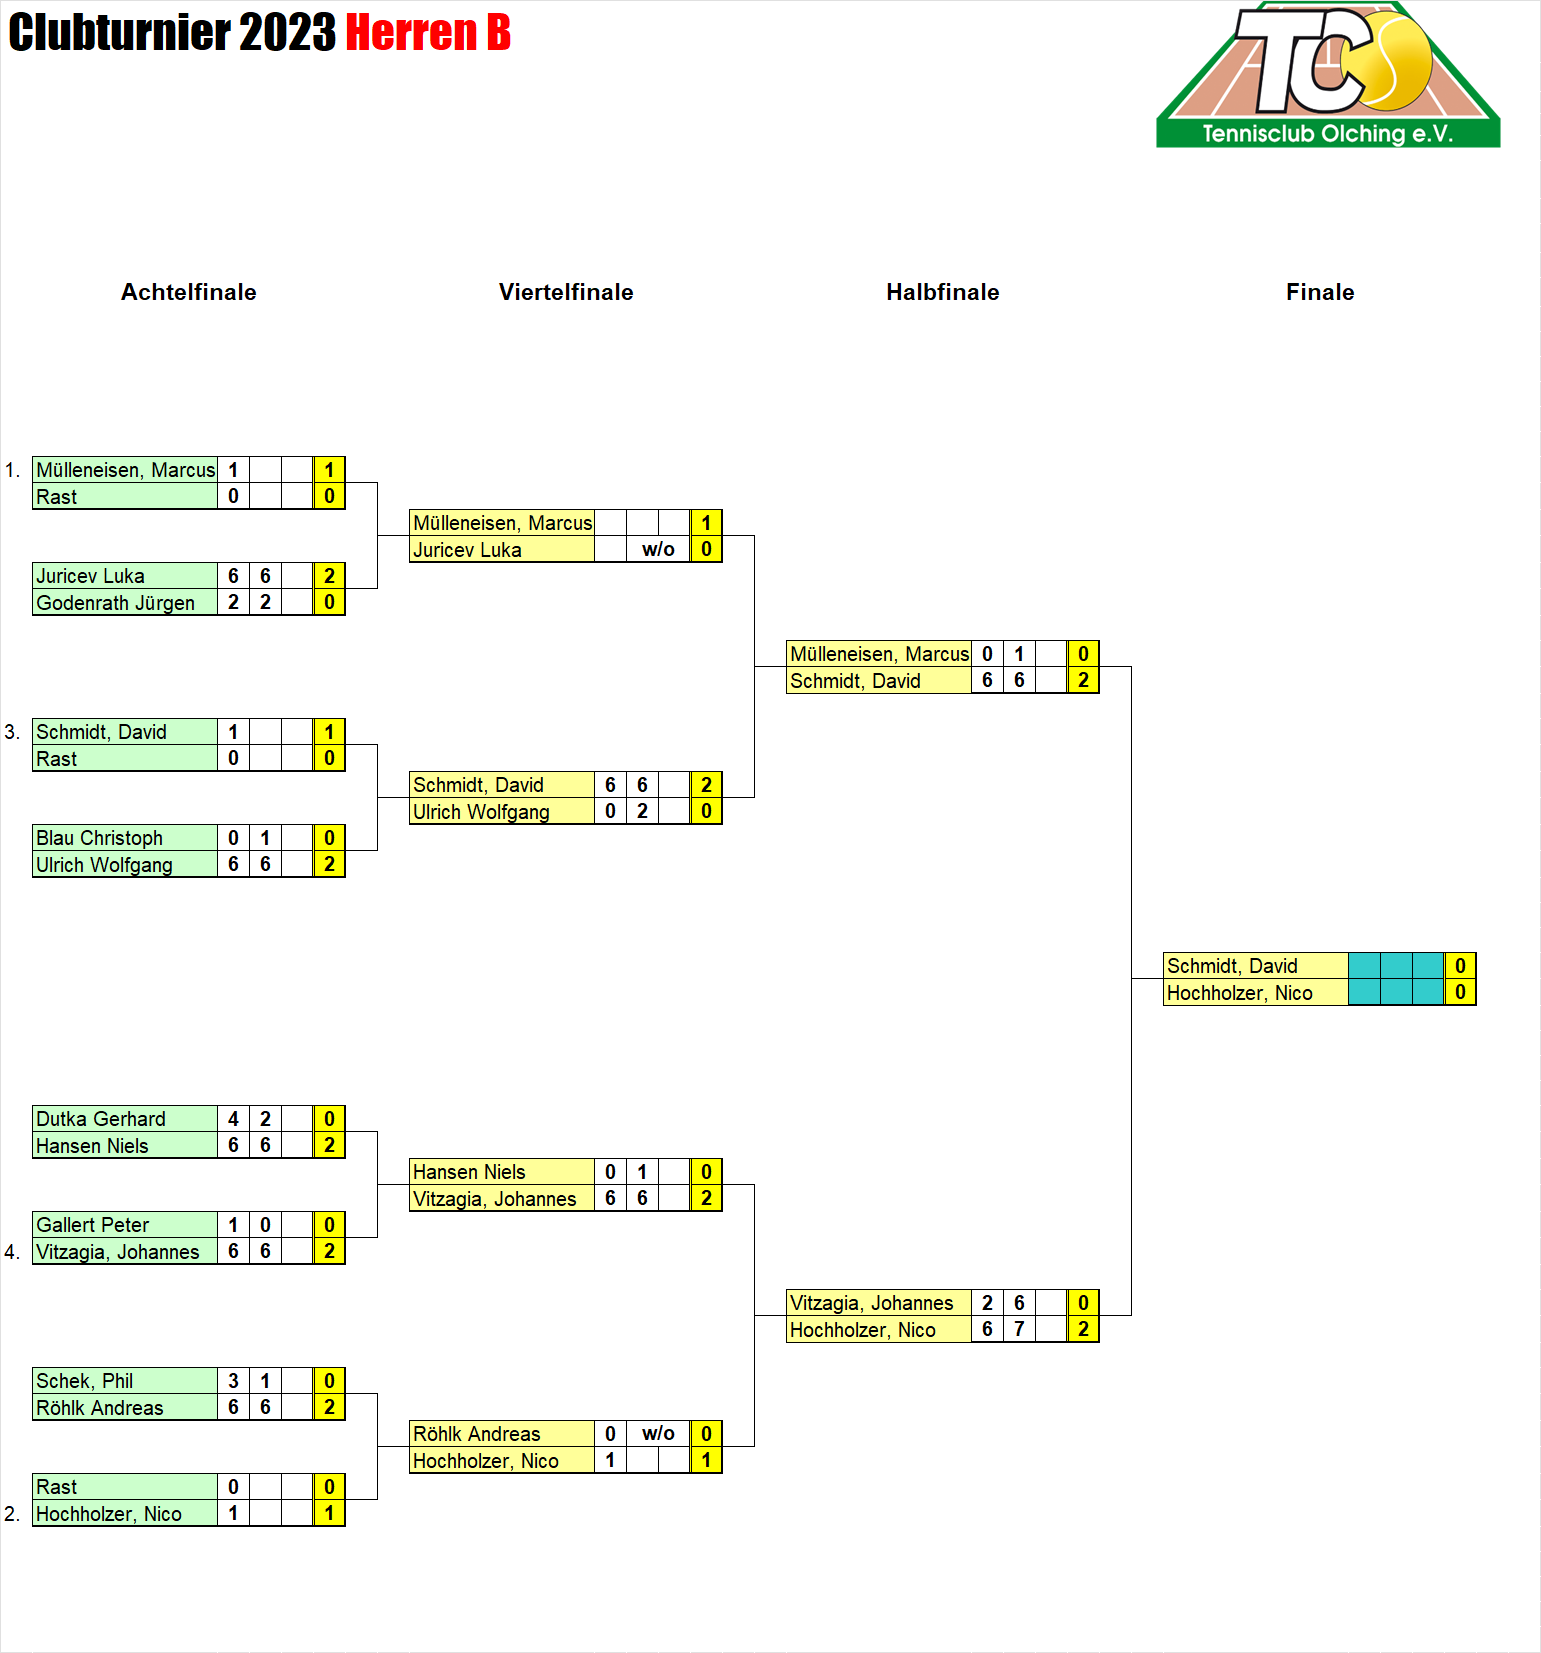 Clubturnier 2023 Herren B
TC
Tennisclub Olching e.V.
Achtelfinale Viertelfinale Halbfinale Finale
1. Mülleneisen, Marcus 1 1
Rast 0 0
Mülleneisen, Marcus 1
Juricev Luka w/o 0
Juricev Luka 6 6 2
Godenrath Jürgen 2 2 0
Mülleneisen, Marcus 0 1 0
Schmidt, David 6 6 2
3. Schmidt, David 1 1
Rast 0 0
Schmidt, David 6 6 2
Ulrich Wolfgang 0 2 0
Blau Christoph 0 1 0
Ulrich Wolfgang 6 6 2
Schmidt, David 0
Hochholzer, Nico 0
Dutka Gerhard 4 2 0
Hansen Niels 6 6 2
Hansen Niels 0 1 0
Vitzagia, Johannes 6 6 2
Gallert Peter 1 0 0
4. Vitzagia, Johannes 6 6 2
Vitzagia, Johannes 2 6 0
Hochholzer, Nico 6 7 2
Schek, Phil 3 1 0
Röhlk Andreas 6 6 2
Röhlk Andreas 0 w/o 0
Hochholzer, Nico 1 1
Rast 0 0
2. Hochholzer, Nico 1 1